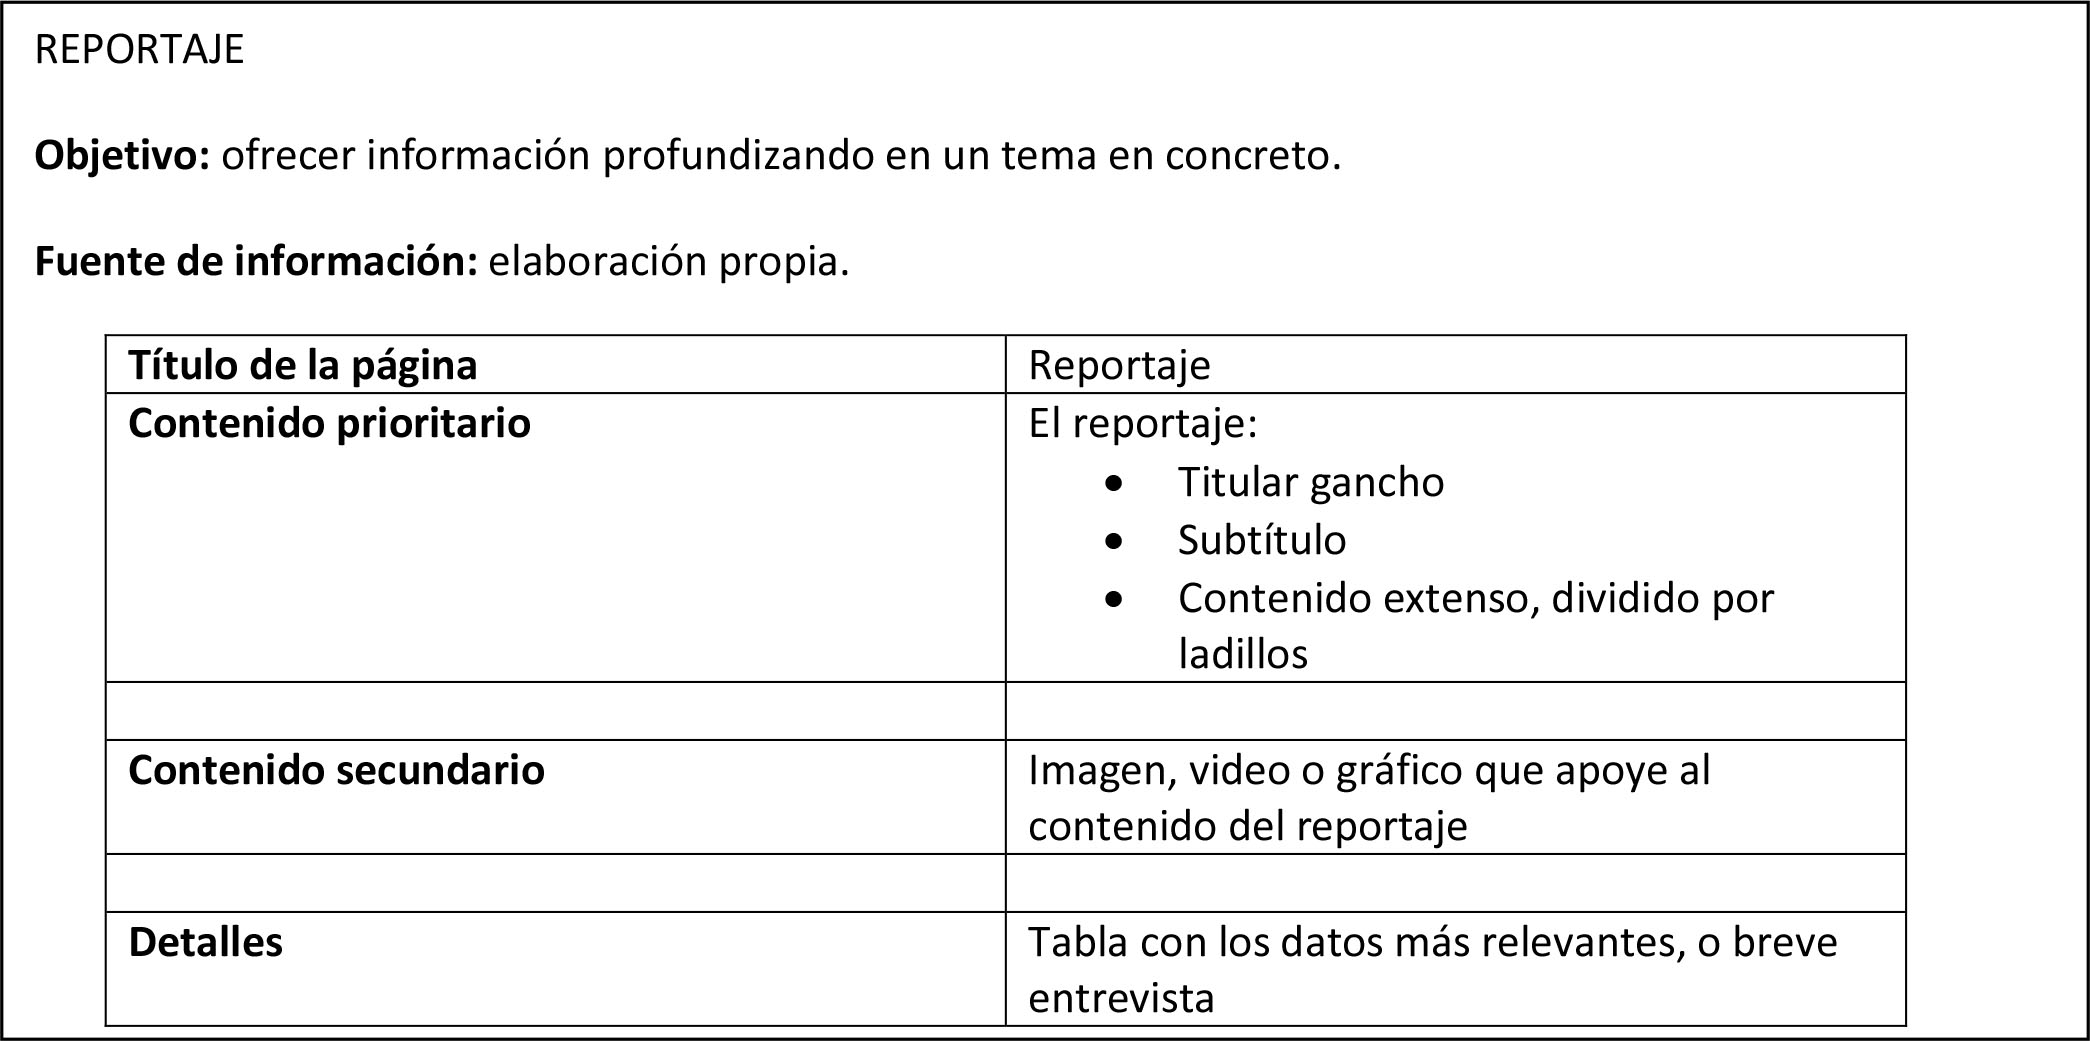 REPORTAJE
Objetivo: ofrecer información profundizando en un tema en concreto.
Fuente de información: elaboración propia.
Título de la página
Reportaje
Contenido prioritario
El reportaje:
• Titular gancho
• Subtítulo
• Contenido extenso, dividido por
ladillos
Contenido secundario
Imagen, video o gráfico que apoye al
contenido del reportaje
Detalles
Tabla con los datos más relevantes, o breve
entrevista